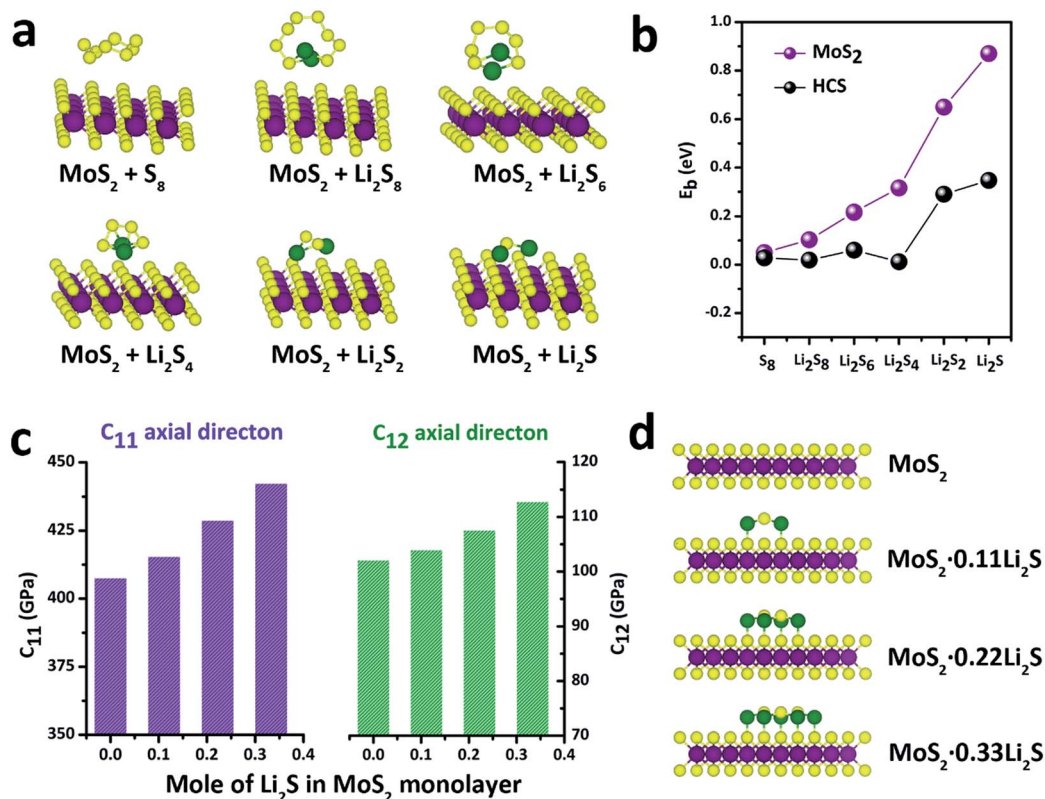 a
MoS₂ + S₈
MoS₂ + Li₂S₈
MoS₂ + Li₂S₆
MoS₂ + Li₂S₄
MoS₂ + Li₂S₂
MoS₂ + Li₂S
b
MoS₂
HCS
E_b (eV)
1.0
0.8
0.6
0.4
0.2
0.0
-0.2
S₈ Li₂S₈ Li₂S₆ Li₂S₄ Li₂S₂ Li₂S
c
C₁₁ axial directon
C₁₂ axial directon
C₁₁ (GPa)
450
425
400
375
350
0.0 0.1 0.2 0.3 0.4
120
110
100
90
80
70
C₁₂ (GPa)
0.0 0.1 0.2 0.3 0.4
Mole of Li₂S in MoS₂ monolayer
d
MoS₂
MoS₂·0.11Li₂S
MoS₂·0.22Li₂S
MoS₂·0.33Li₂S